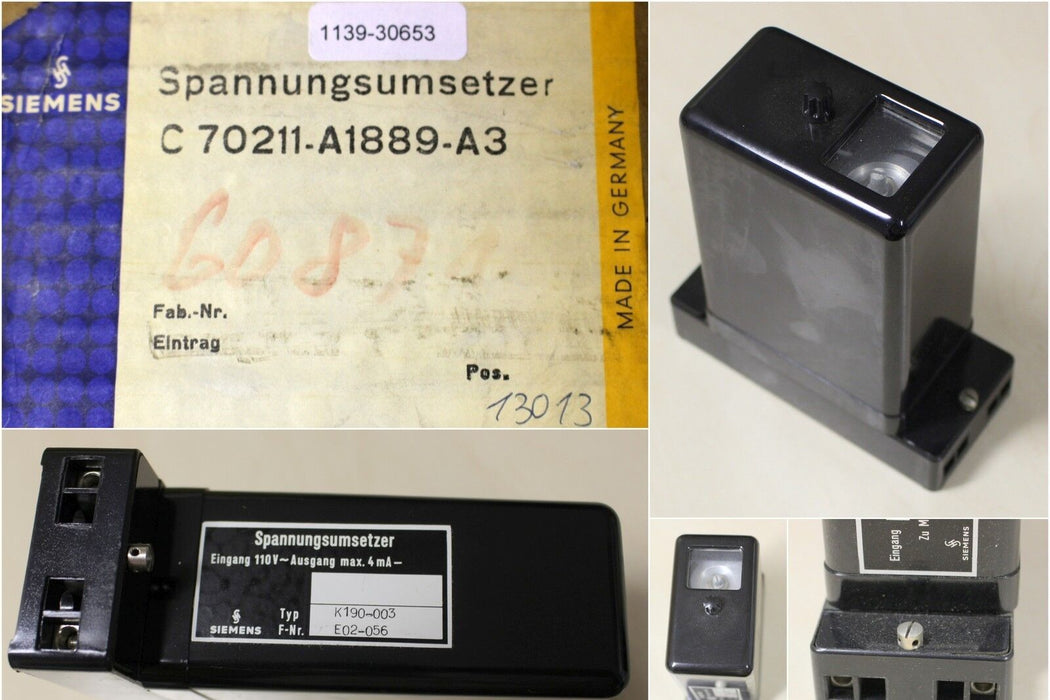 1139-30653
SIEMENS
Spannungsumsetzer
C 70211-A1889-A3
6087
MADE IN GERMANY
Fab.-Nr.
Eintrag
Pos.
13013
Spannungsumsetzer
Eingang 110V~ Ausgang max. 4 mA—
Typ K190-003
SIEMENS F-Nr. E02-056
Eingang
Zu M
SIEMENS